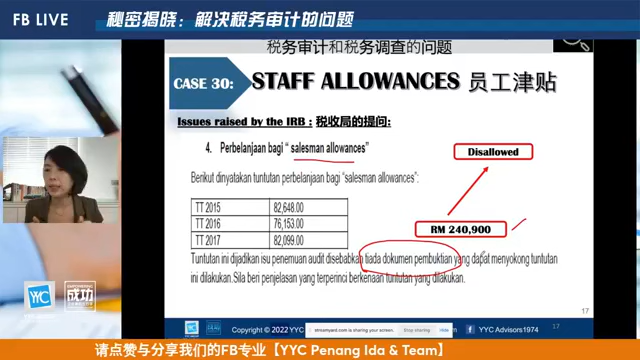 FB LIVE
秘密揭晓：解决税务审计的问题
税务审计和税务调查的问题
CASE 30:
STAFF ALLOWANCES 员工津贴
Issues raised by the IRB : 税收局的提问:
4. Perbelanjaan bagi “ salesman allowances”
Disallowed
Berikut dinyatakan tuntutan perbelanjaan bagi “salesman allowances”:
TT 2015 82,648.00
TT 2016 76,153.00
TT 2017 82,099.00
RM 240,900
Tuntutan ini dijadikan isu penemuan audit disebabkan tiada dokumen pembuktian yang dapat menyokong tuntutan
ini dilakukan. Sila beri penjelasan yang terperinci berkenaan tuntutan yang dilakukan.
YYC
成功
17
17
Copyright © 2022 YYC
streamyard.com is sharing your screen.
Stop sharing
Hide
YYC Advisors1974
请点赞与分享我们的FB专业【YYC Penang Ida & Team】